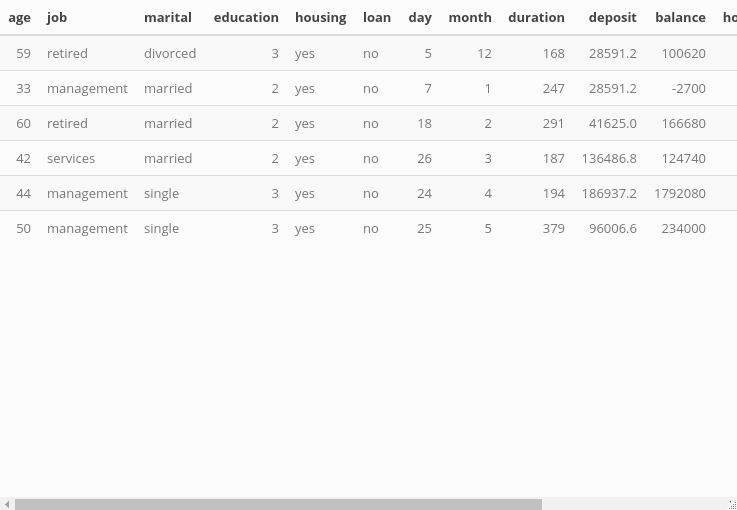 age job marital education housing loan day month duration deposit balance ho
59 retired divorced 3 yes no 5 12 168 28591.2 100620
33 management married 2 yes no 7 1 247 28591.2 -2700
60 retired married 2 yes no 18 2 291 41625.0 166680
42 services married 2 yes no 26 3 187 136486.8 124740
44 management single 3 yes no 24 4 194 186937.2 1792080
50 management single 3 yes no 25 5 379 96006.6 234000